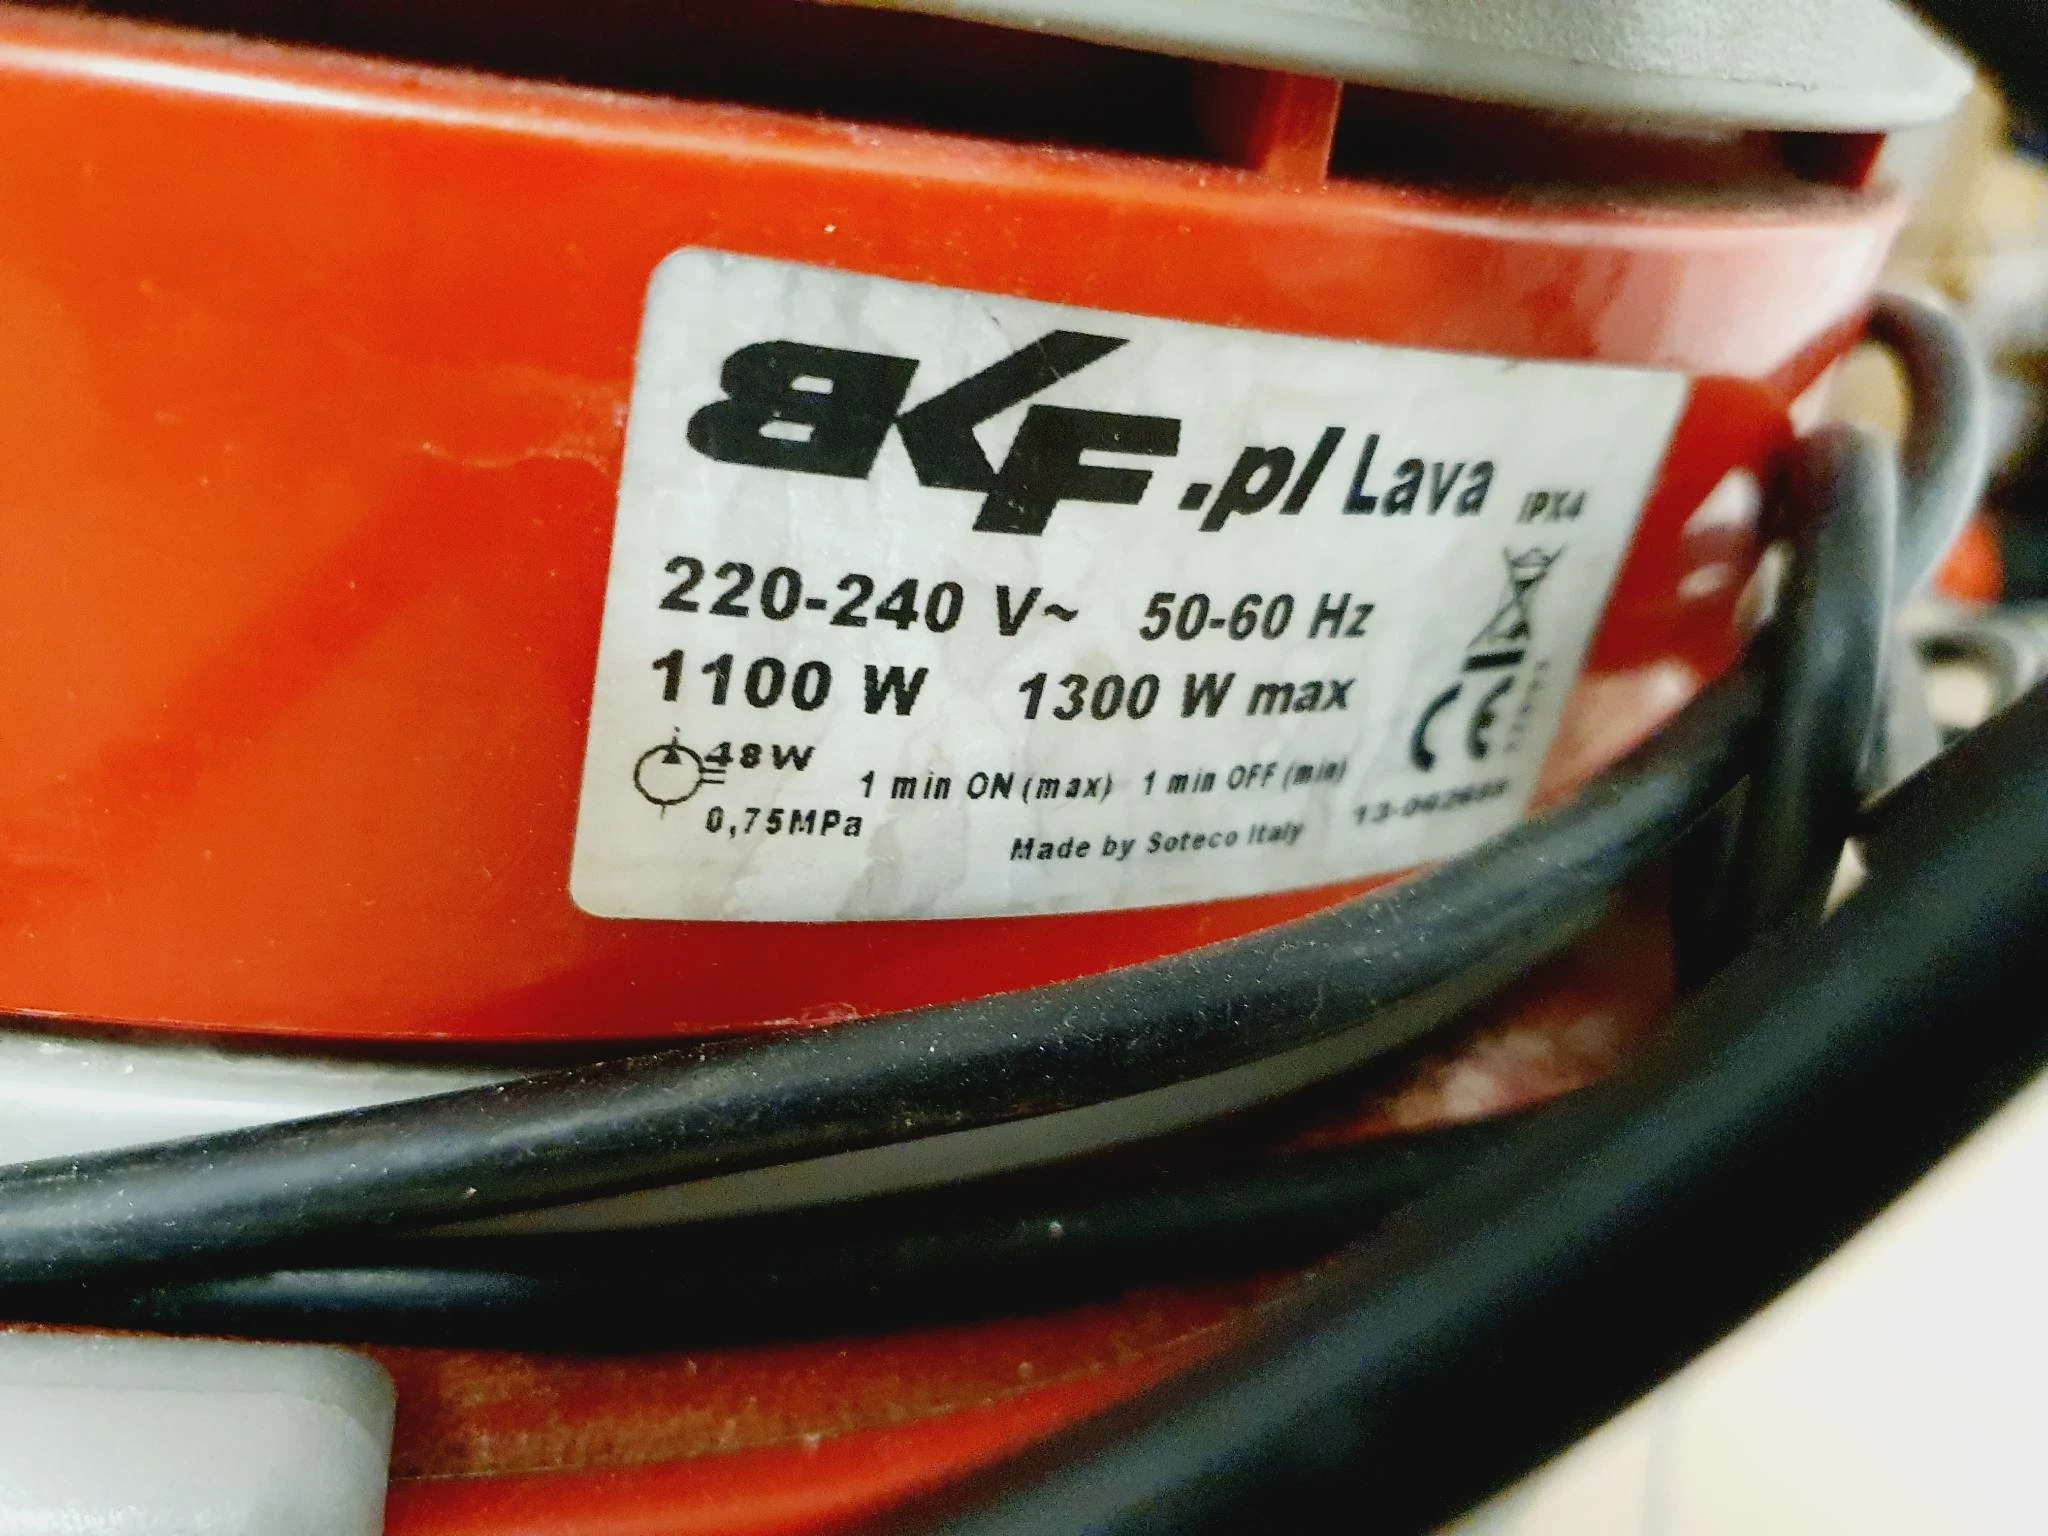 BKF.pl Lava IPX4
220-240 V~ 50-60 Hz
1100 W 1300 W max
48W
1 min ON (max) 1 min OFF (min)
0,75MPa
Made by Soteco Italy
CE